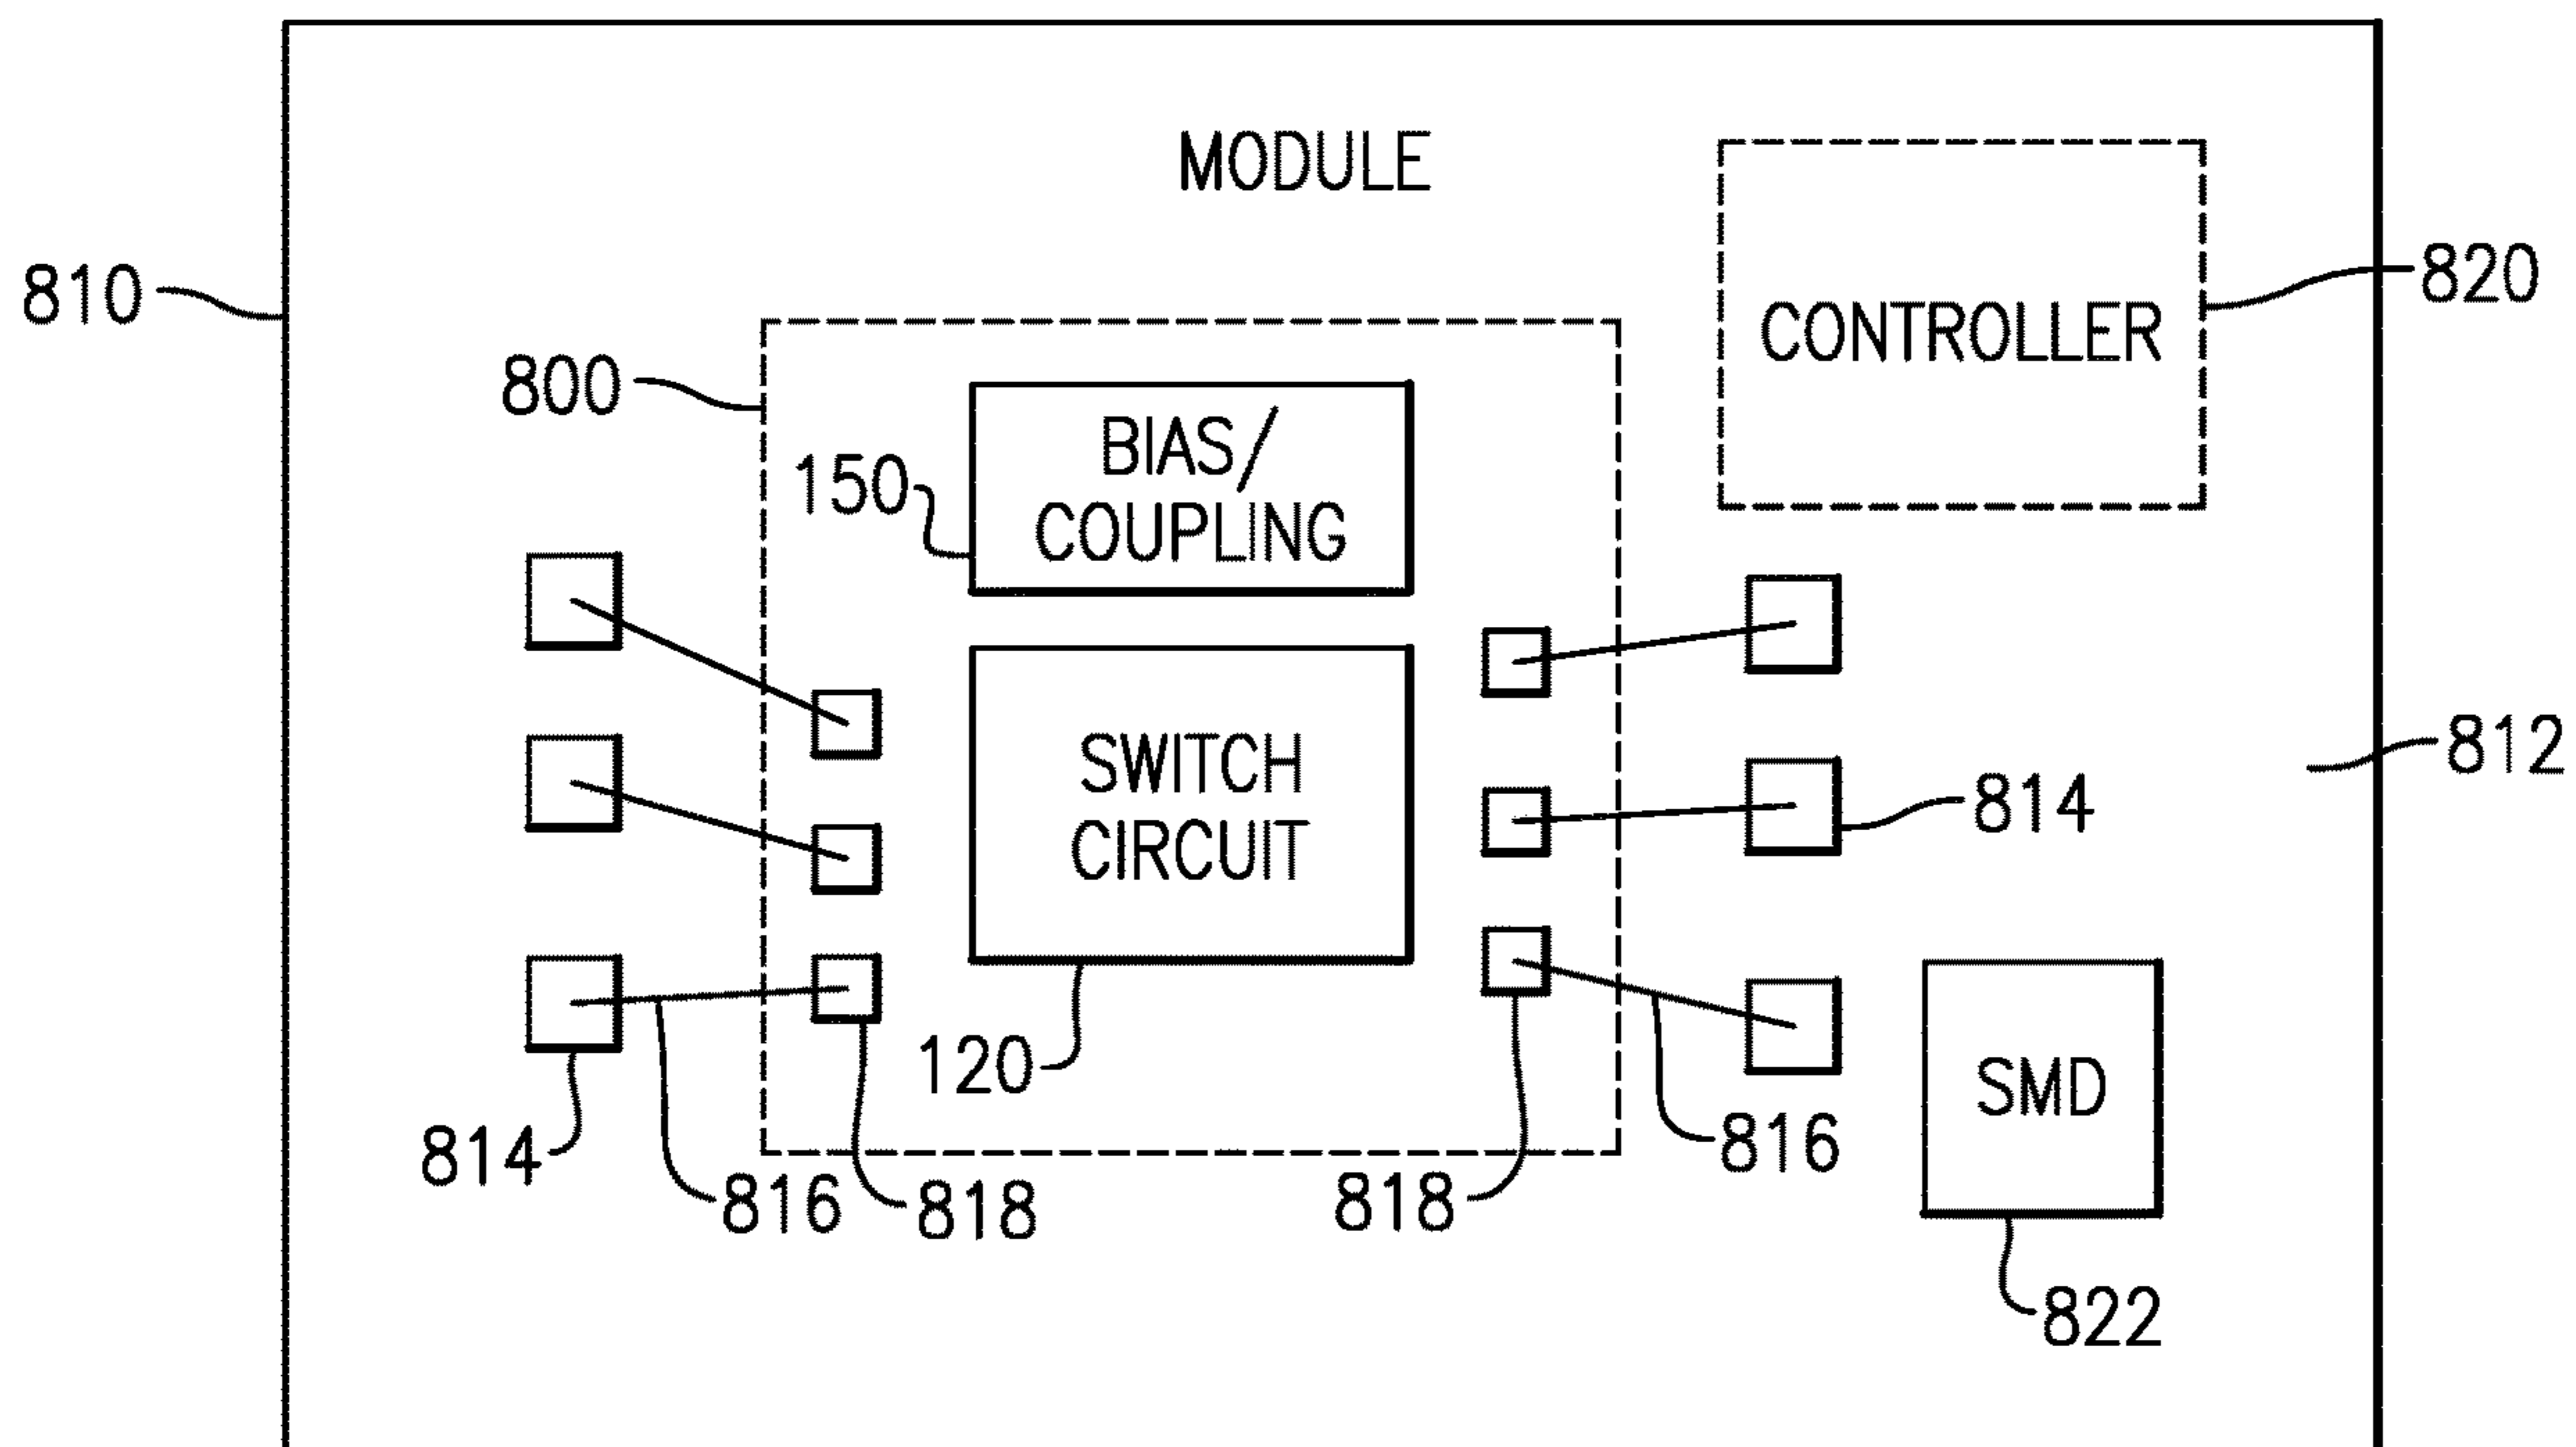 MODULE
810
820
CONTROLLER
800
BIAS/
COUPLING
150
812
SWITCH
CIRCUIT
814
120
SMD
814
816
816
818
818
822